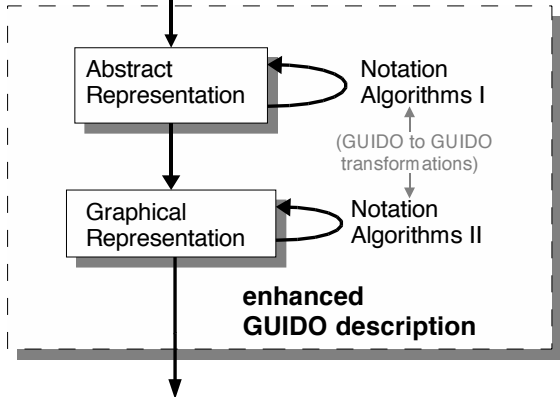 Abstract
Representation
Notation
Algorithms I
(GUIDO to GUIDO
transformations)
Graphical
Representation
Notation
Algorithms II
enhanced
GUIDO description